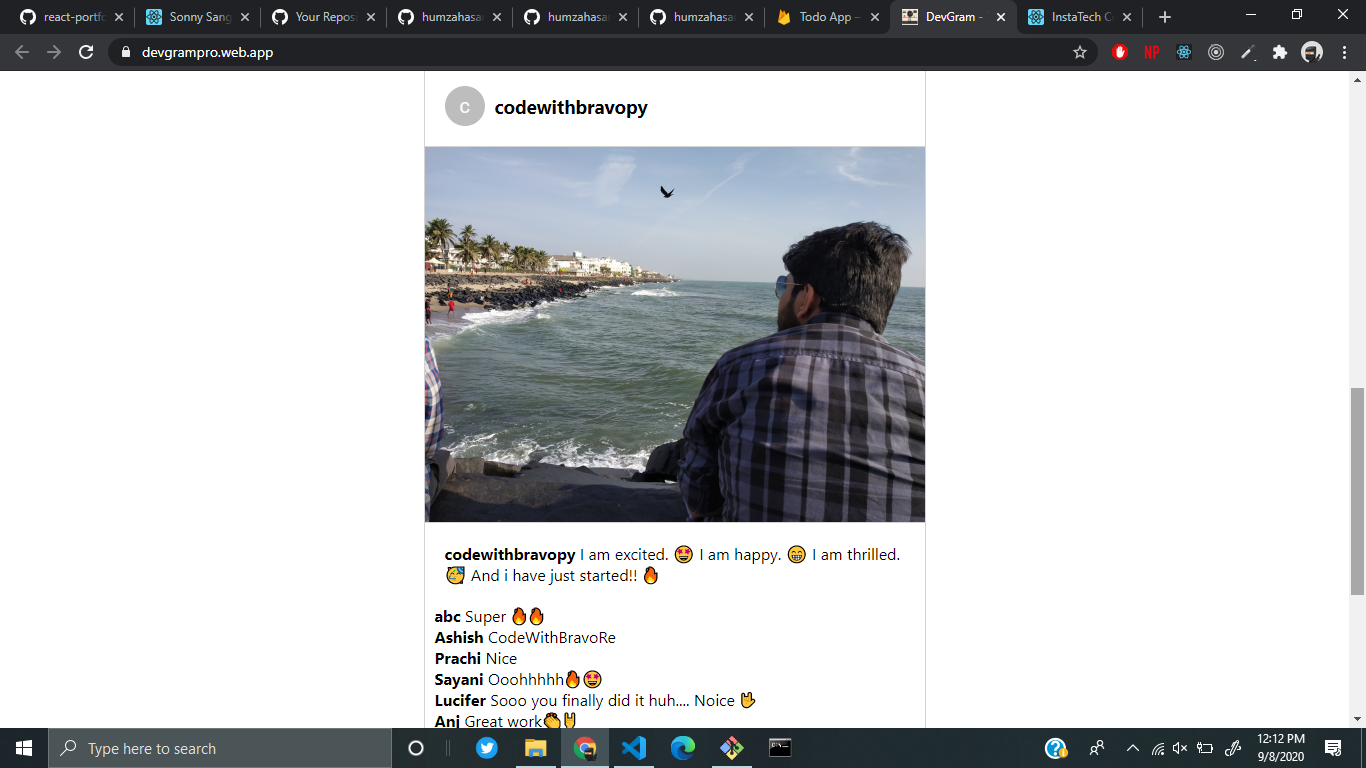 react-portfo
Sonny Sang
Your Repos
humzahasa
humzahasa
humzahasa
Todo App –
DevGram -
InstaTech C
devgrampro.web.app
NP
C
codewithbravopy
codewithbravopy I am excited. 🤩 I am happy. 😁 I am thrilled.
🥳 And i have just started!! 🔥
abc Super 🔥🔥
Ashish CodeWithBravoRe
Prachi Nice
Sayani Ooohhhhh🔥🤩
Lucifer Sooo you finally did it huh.... Noice 🤟
Anj Great work👏🤘
Type here to search
12:12 PM
9/8/2020